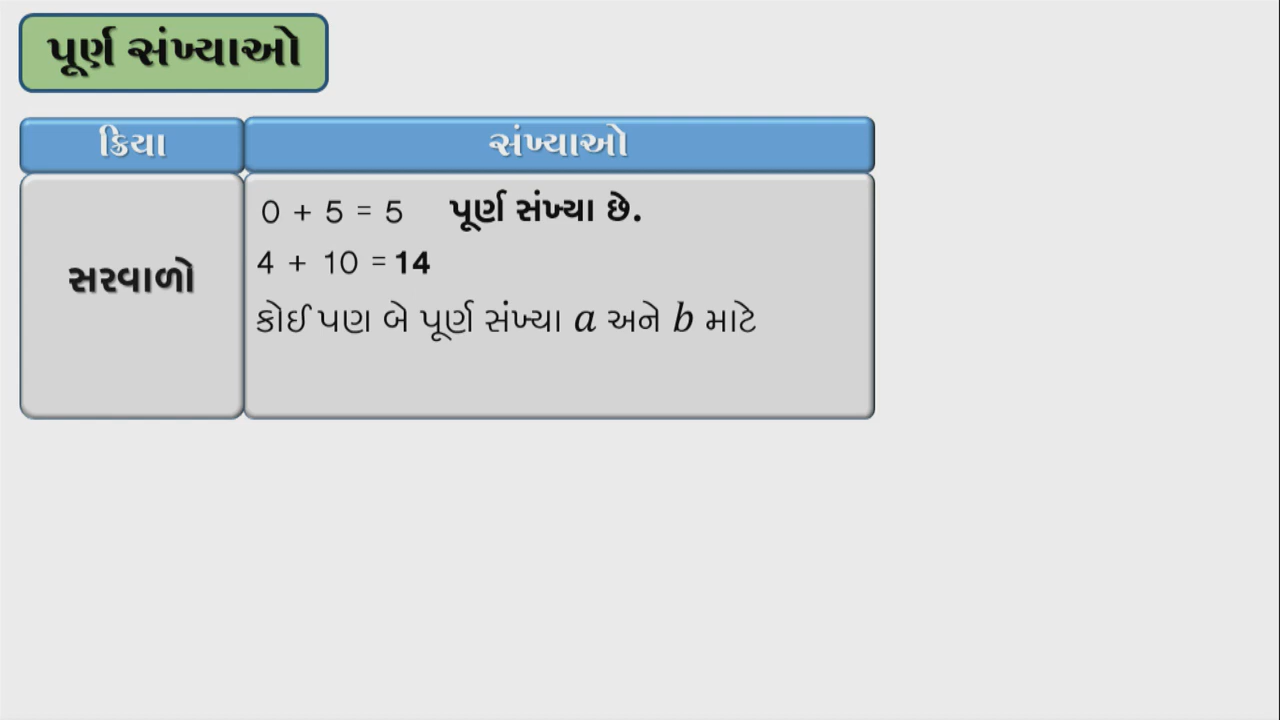 પૂર્ણ સંખ્યાઓ
ક્રિયા
સંખ્યાઓ
સરવાળો
0 + 5 = 5 પૂર્ણ સંખ્યા છે.
4 + 10 = 14
કોઈ પણ બે પૂર્ણ સંખ્યા a અને b માટે